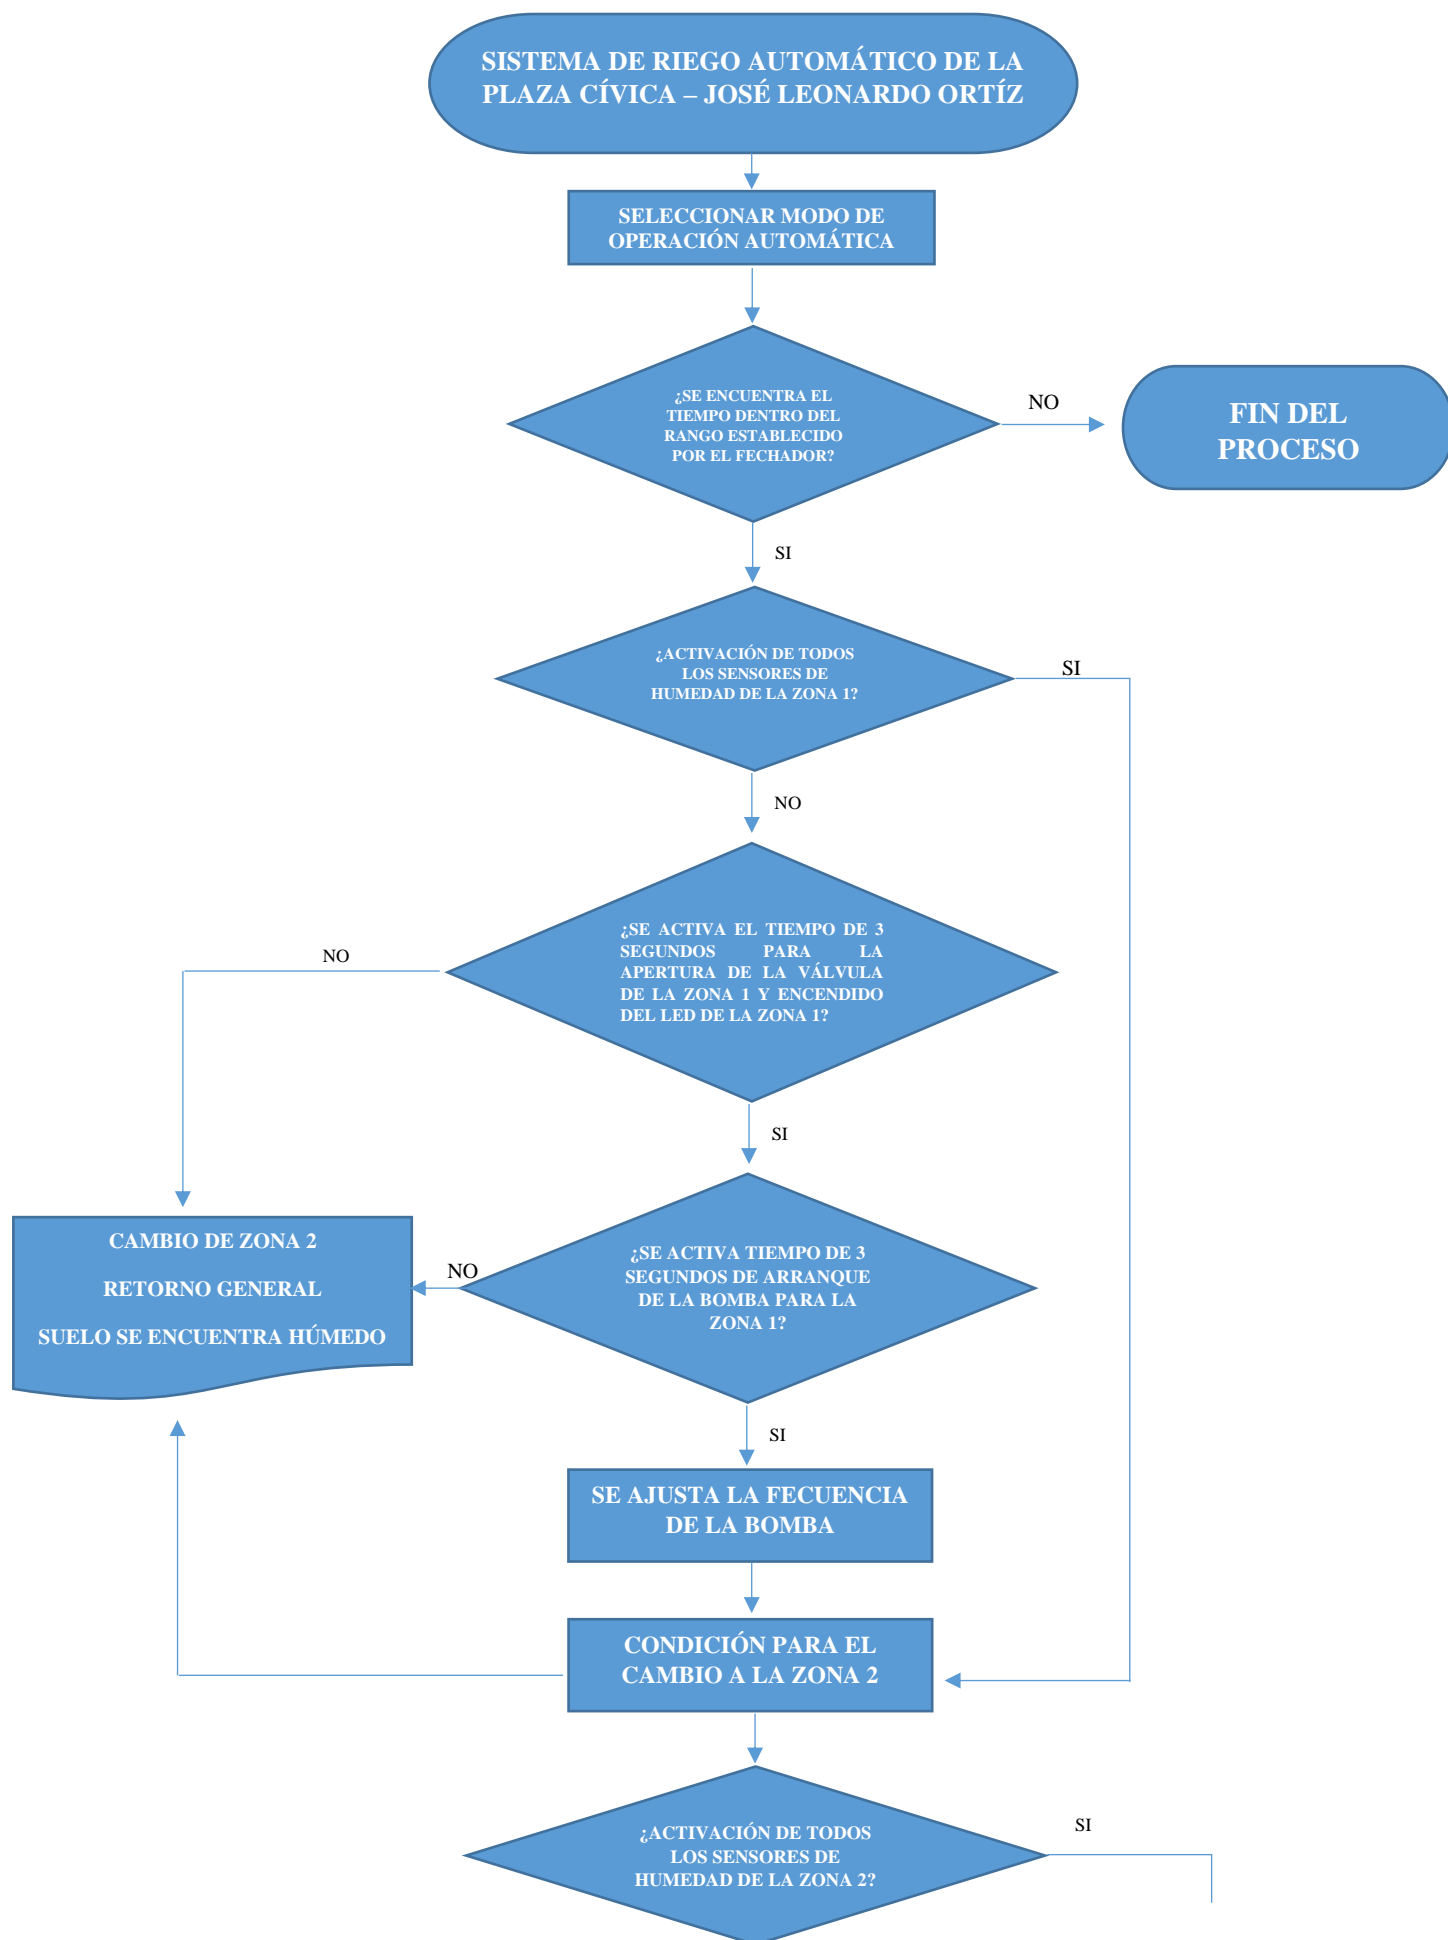 SISTEMA DE RIEGO AUTOMÁTICO DE LA
PLAZA CÍVICA – JOSÉ LEONARDO ORTÍZ
SELECCIONAR MODO DE
OPERACIÓN AUTOMÁTICA
¿SE ENCUENTRA EL
TIEMPO DENTRO DEL
RANGO ESTABLECIDO
POR EL FECHADOR?
NO
FIN DEL
PROCESO
SI
¿ACTIVACIÓN DE TODOS
LOS SENSORES DE
HUMEDAD DE LA ZONA 1?
SI
NO
¿SE ACTIVA EL TIEMPO DE 3
SEGUNDOS PARA LA
APERTURA DE LA VÁLVULA
DE LA ZONA 1 Y ENCENDIDO
DEL LED DE LA ZONA 1?
NO
SI
CAMBIO DE ZONA 2
RETORNO GENERAL
SUELO SE ENCUENTRA HÚMEDO
NO
¿SE ACTIVA TIEMPO DE 3
SEGUNDOS DE ARRANQUE
DE LA BOMBA PARA LA
ZONA 1?
SI
SE AJUSTA LA FECUENCIA
DE LA BOMBA
CONDICIÓN PARA EL
CAMBIO A LA ZONA 2
¿ACTIVACIÓN DE TODOS
LOS SENSORES DE
HUMEDAD DE LA ZONA 2?
SI